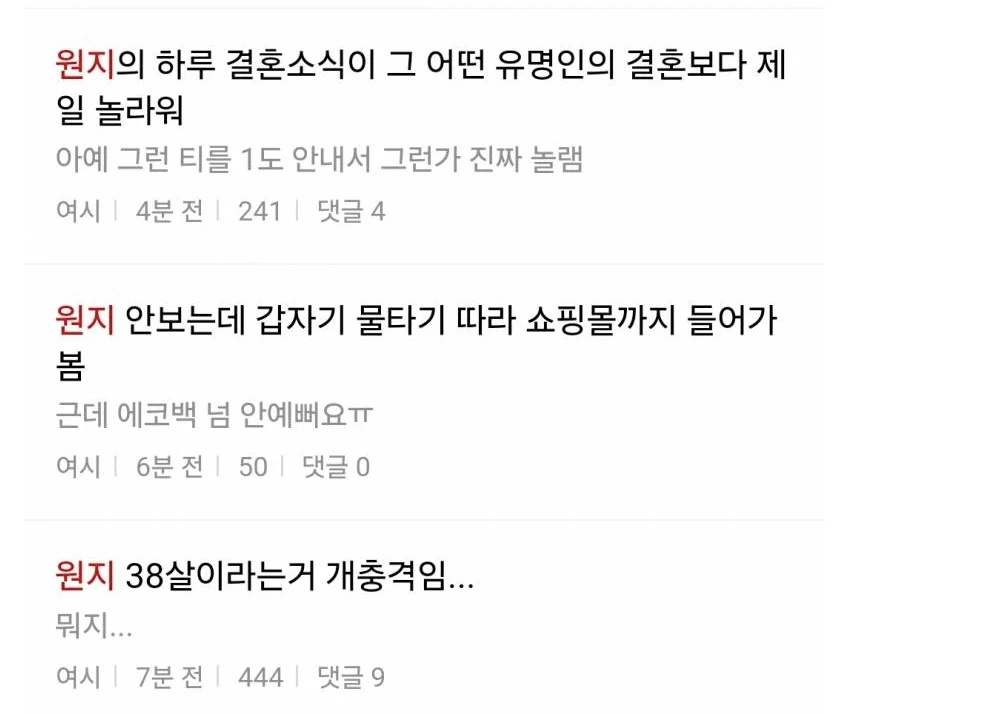 원지의 하루 결혼소식이 그 어떤 유명인의 결혼보다 제
일 놀라워
아예 그런 티를 1도 안내서 그런가 진짜 놀램
여시 | 4분 전 | 241 | 댓글 4
원지 안보는데 갑자기 물타기 따라 쇼핑몰까지 들어가
봄
근데 에코백 넘 안예뻐요ㅠ
여시 | 6분 전 | 50 | 댓글 0
원지 38살이라는거 개충격임...
뭐지...
여시 | 7분 전 | 444 | 댓글 9